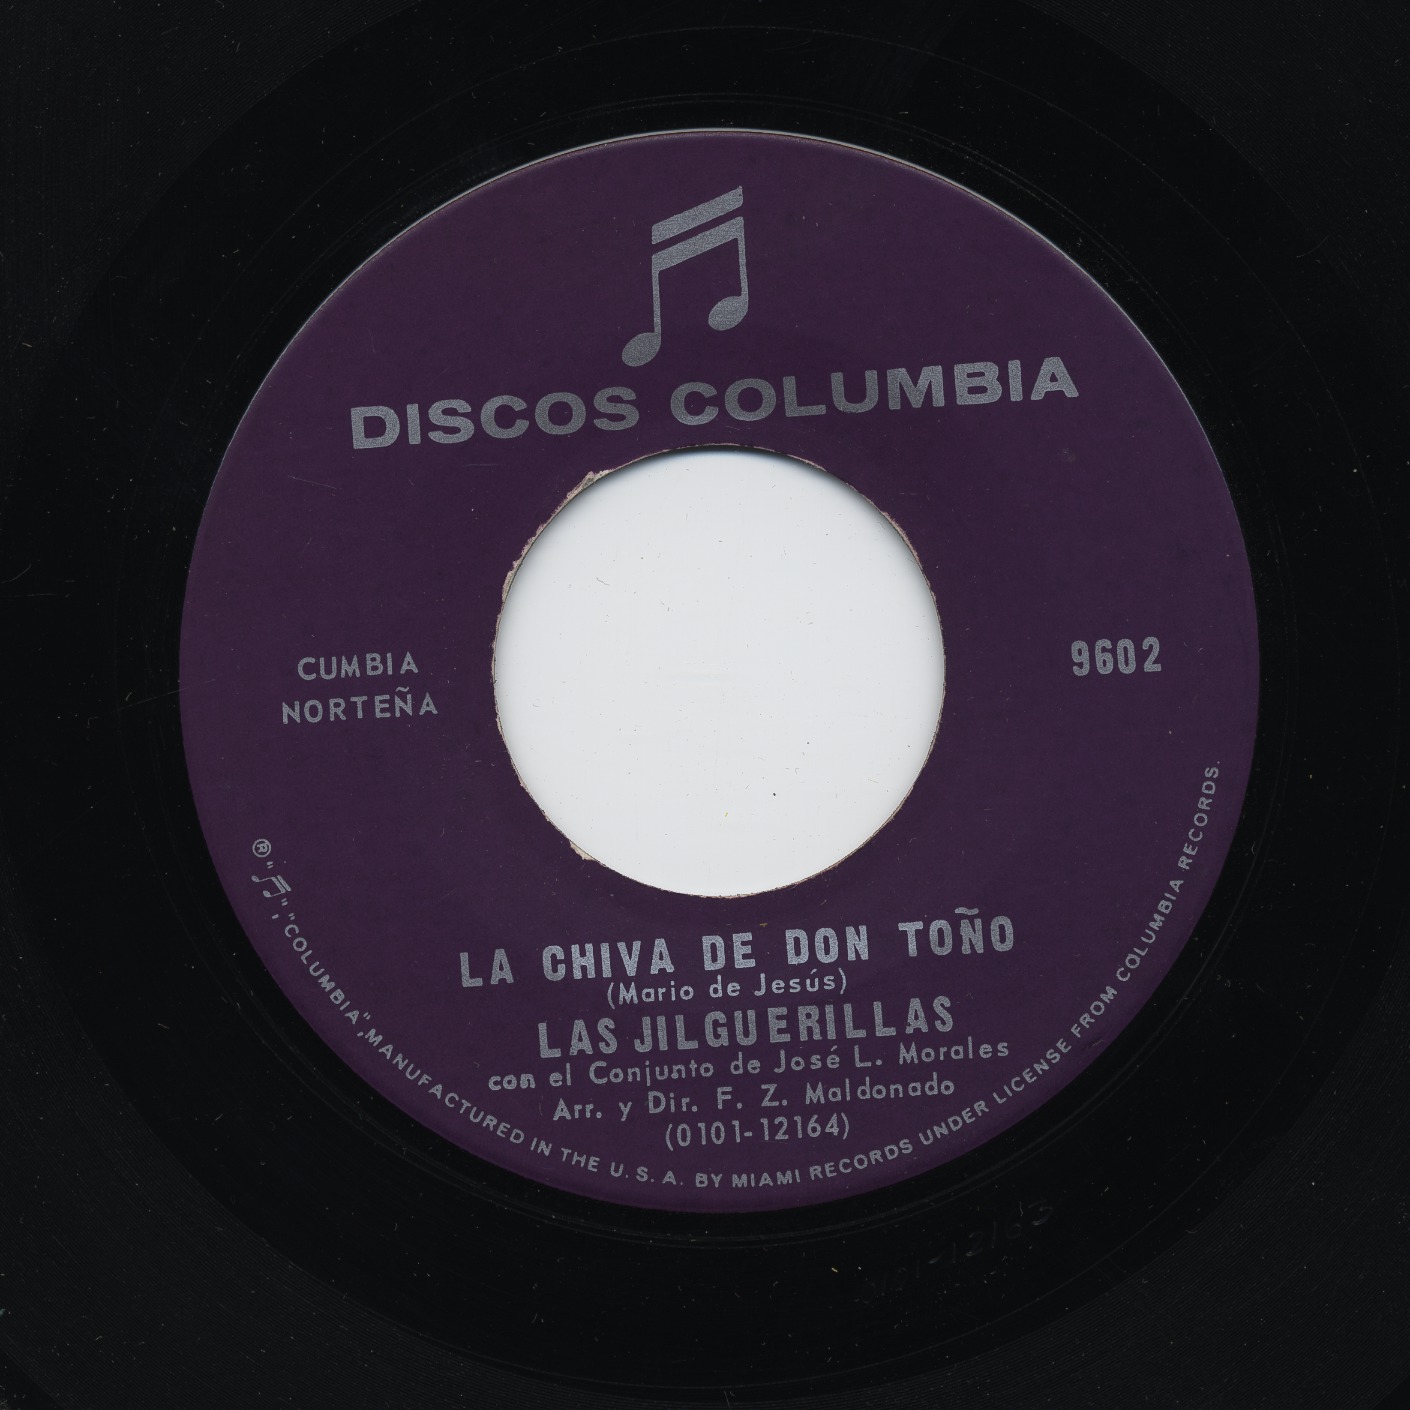 DISCOS COLUMBIA
CUMBIA
NORTEÑA
9602
LA CHIVA DE DON TOÑO
(Mario de Jesús)
LAS JILGUERILLAS
con el Conjunto de José L. Morales
Arr. y Dir. F. Z. Maldonado
(0101-12164)
®"", "COLUMBIA", MANUFACTURED IN THE U.S.A. BY MIAMI RECORDS UNDER LICENSE FROM COLUMBIA RECORDS.